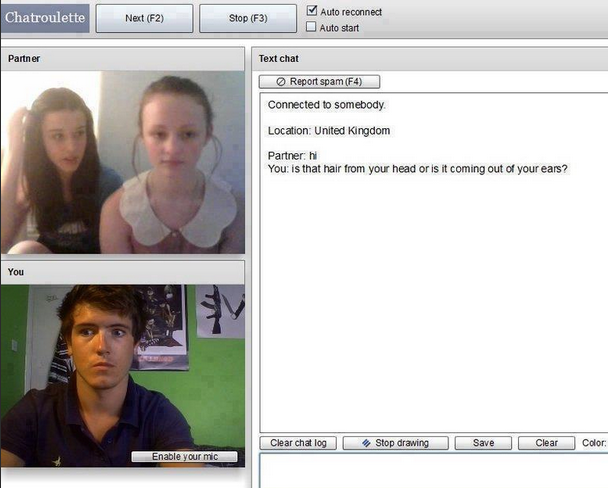 Chatroulette
Next (F2)
Stop (F3)
Auto reconnect
Auto start
Partner
You
Enable your mic
Text chat
Report spam (F4)
Connected to somebody.
Location: United Kingdom
Partner: hi
You: is that hair from your head or is it coming out of your ears?
Clear chat log
Stop drawing
Save
Clear
Color: